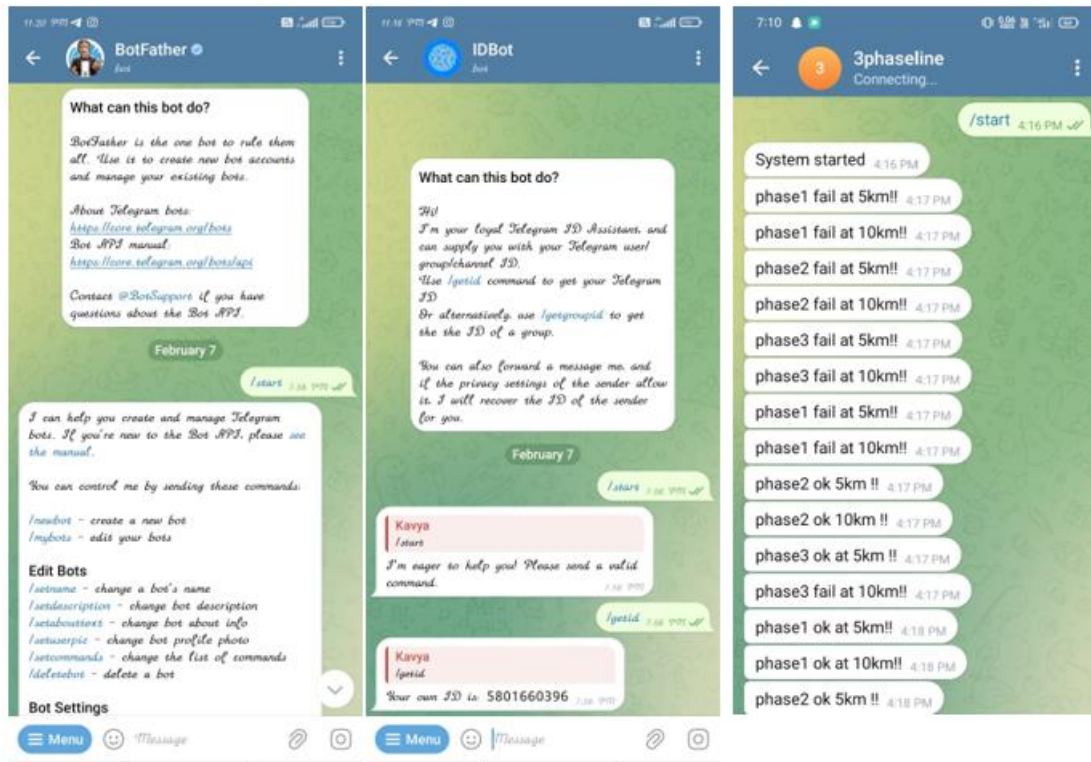 11:20 PM
BotFather
bot
What can this bot do?
BotFather is the one bot to rule them
all. Use it to create new bot accounts
and manage your existing bots.
About Telegram bots:
https://core.telegram.org/bots
Bot API manual:
https://core.telegram.org/bots/api
Contact @BotSupport if you have
questions about the Bot API.
February 7
/start 7:58 PM
I can help you create and manage Telegram
bots. If you're new to the Bot API, please see
the manual.
You can control me by sending these commands:
/newbot - create a new bot
/mybots - edit your bots
Edit Bots
/setname - change a bot's name
/setdescription - change bot description
/setabouttext - change bot about info
/setuserpic - change bot profile photo
/setcommands - change the list of commands
/deletebot - delete a bot
Bot Settings
Menu
Message
IDBot
bot
What can this bot do?
Hi!
I'm your loyal Telegram ID Assistant, and
can supply you with your Telegram user/
group/channel ID.
Use /getid command to get your Telegram
ID
Or alternatively, use /getgroupid to get
the the ID of a group.
You can also forward a message me, and
if the privacy settings of the sender allow
it, I will recover the ID of the sender
for you.
February 7
/start
Kavya
/start
I'm eager to help you! Please send a valid
command.
/getid
Kavya
/getid
Your own ID is: 5801660396
Menu
Message
7:10
3
3phaseline
Connecting...
/start 4:16 PM
System started 4:16 PM
phase1 fail at 5km!! 4:17 PM
phase1 fail at 10km!! 4:17 PM
phase2 fail at 5km!! 4:17 PM
phase2 fail at 10km!! 4:17 PM
phase3 fail at 5km!! 4:17 PM
phase3 fail at 10km!! 4:17 PM
phase1 fail at 5km!! 4:17 PM
phase1 fail at 10km!! 4:17 PM
phase2 ok 5km !! 4:17 PM
phase2 ok 10km !! 4:17 PM
phase3 ok at 5km !! 4:17 PM
phase3 fail at 10km!! 4:17 PM
phase1 ok at 5km!! 4:18 PM
phase1 ok at 10km!! 4:18 PM
phase2 ok 5km !! 4:18 PM